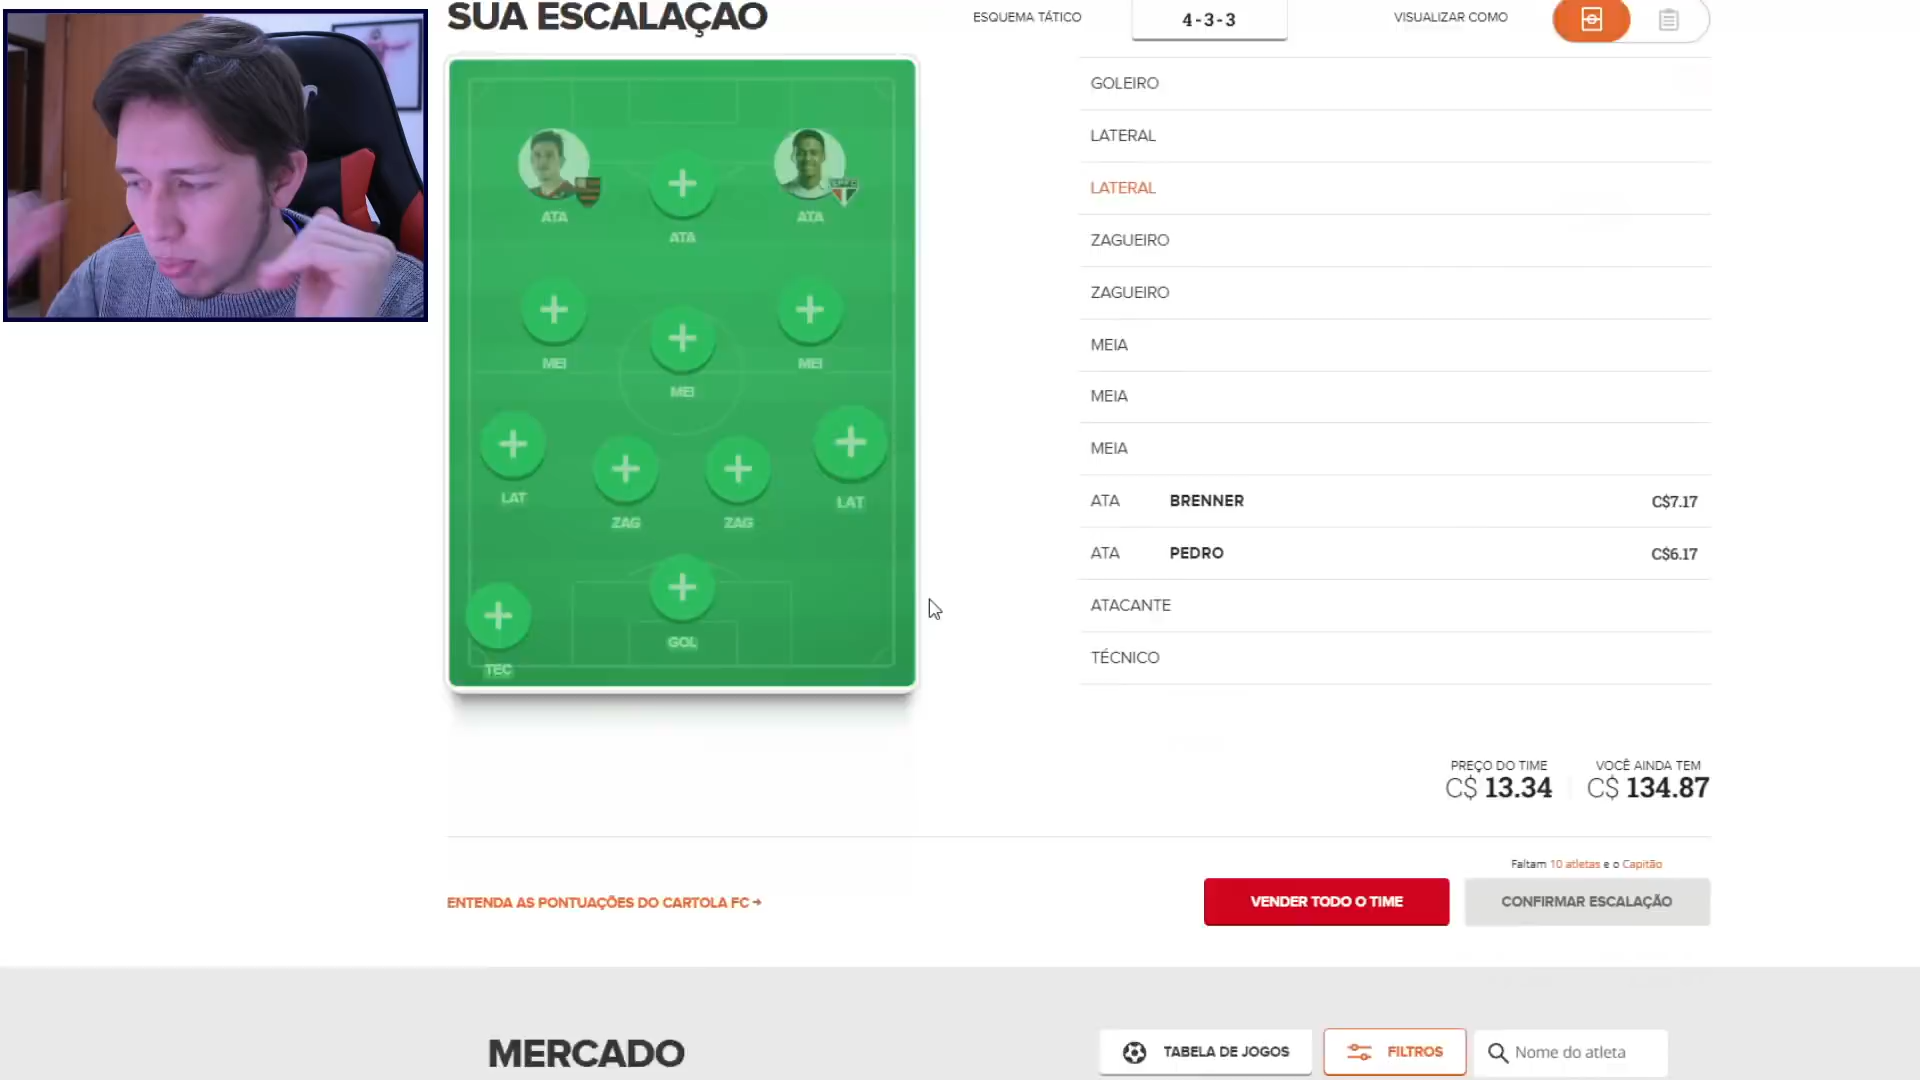 SUA ESCALAÇÃO
ESQUEMA TÁTICO
4-3-3
VISUALIZAR COMO
ATA
ATA
ATA
MEI
MEI
MEI
LAT
ZAG
ZAG
LAT
TEC
GOL
GOLEIRO
LATERAL
LATERAL
ZAGUEIRO
ZAGUEIRO
MEIA
MEIA
MEIA
ATA BRENNER C$7.17
ATA PEDRO C$6.17
ATACANTE
TÉCNICO
PREÇO DO TIME
C$ 13.34
VOCÊ AINDA TEM
C$ 134.87
Faltam 10 atletas e o Capitão
ENTENDA AS PONTUAÇÕES DO CARTOLA FC
VENDER TODO O TIME
CONFIRMAR ESCALAÇÃO
MERCADO
TABELA DE JOGOS
FILTROS
Nome do atleta